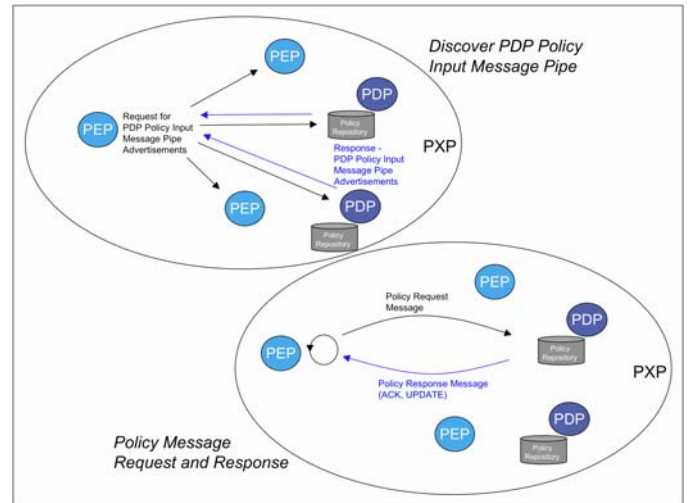 Discover PDP Policy
Input Message Pipe
PEP
PDP
PEP
Request for
PDP Policy Input
Message Pipe
Advertisements
Policy
Repository
PXP
Response -
PDP Policy Input
Message Pipe
Advertisements
PEP
PDP
Policy
Repository
PEP
Policy Request
Message
PDP
PEP
Policy
Repository
PXP
Policy Response Message
(ACK, UPDATE)
PEP
PDP
Policy
Repository
Policy Message
Request and Response